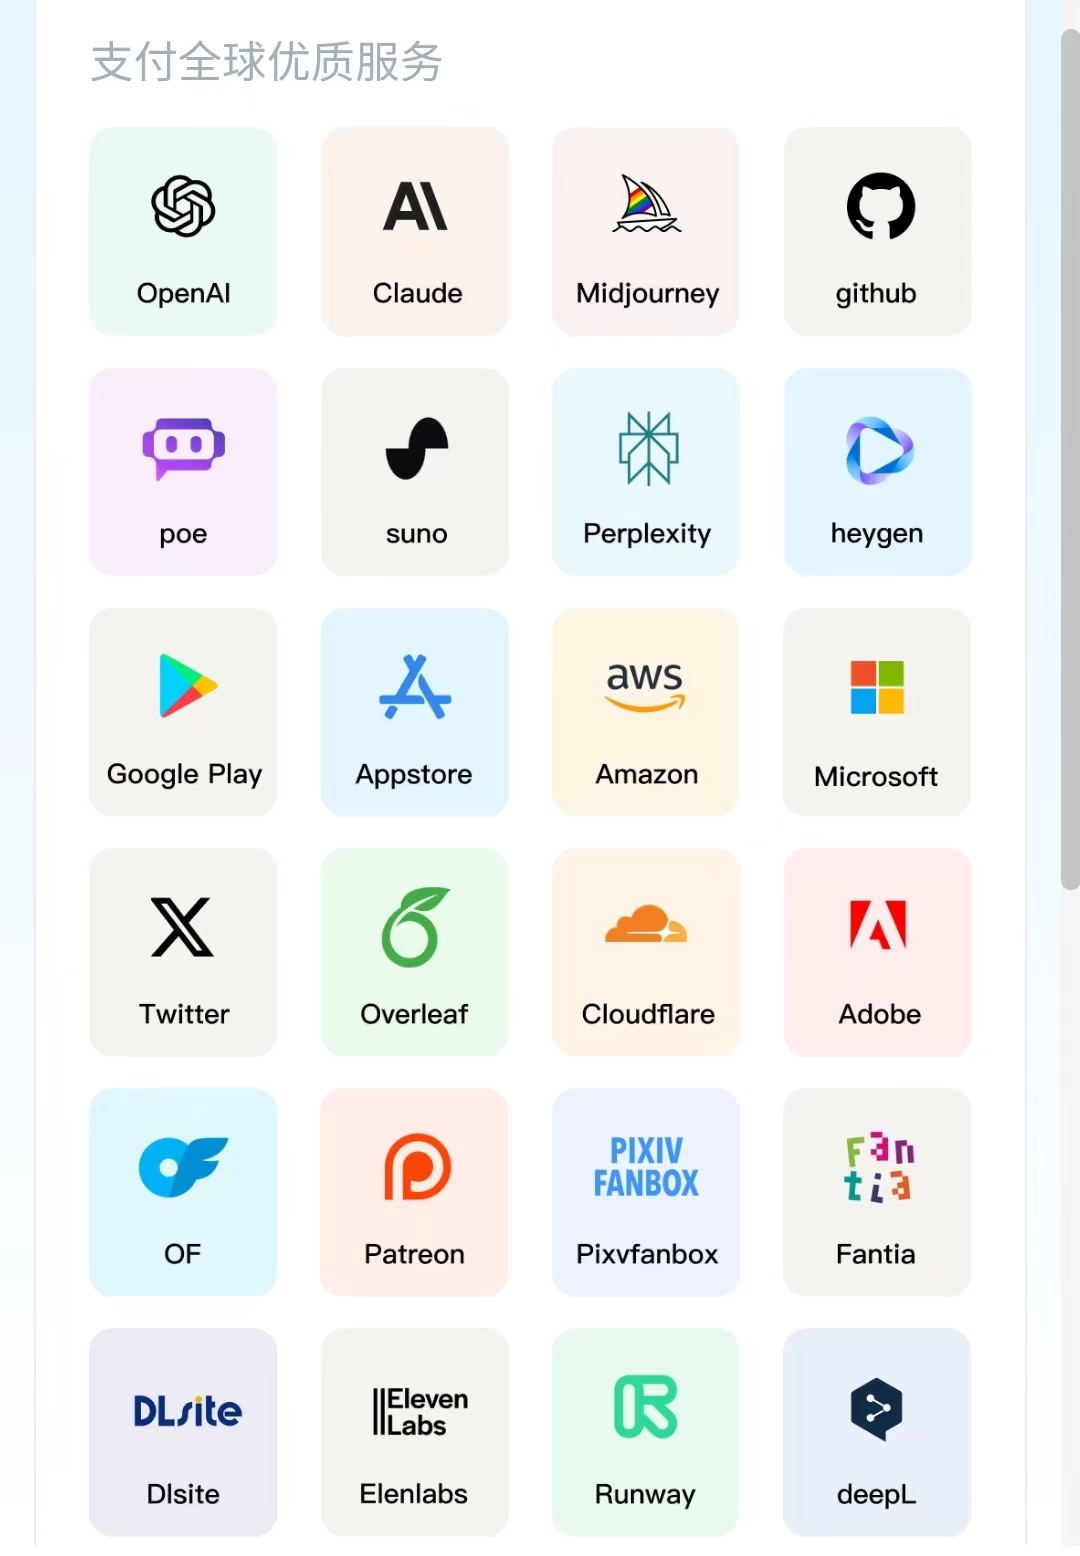 支付全球优质服务
OpenAI
Claude
Midjourney
github
poe
suno
Perplexity
heygen
aws
Google Play
Appstore
Amazon
Microsoft
Twitter
Overleaf
Cloudflare
Adobe
PIXIV
FANBOX
Fan
tia
OF
Patreon
Pixvfanbox
Fantia
DLsite
Eleven
Labs
Dlsite
Elenlabs
Runway
deepL